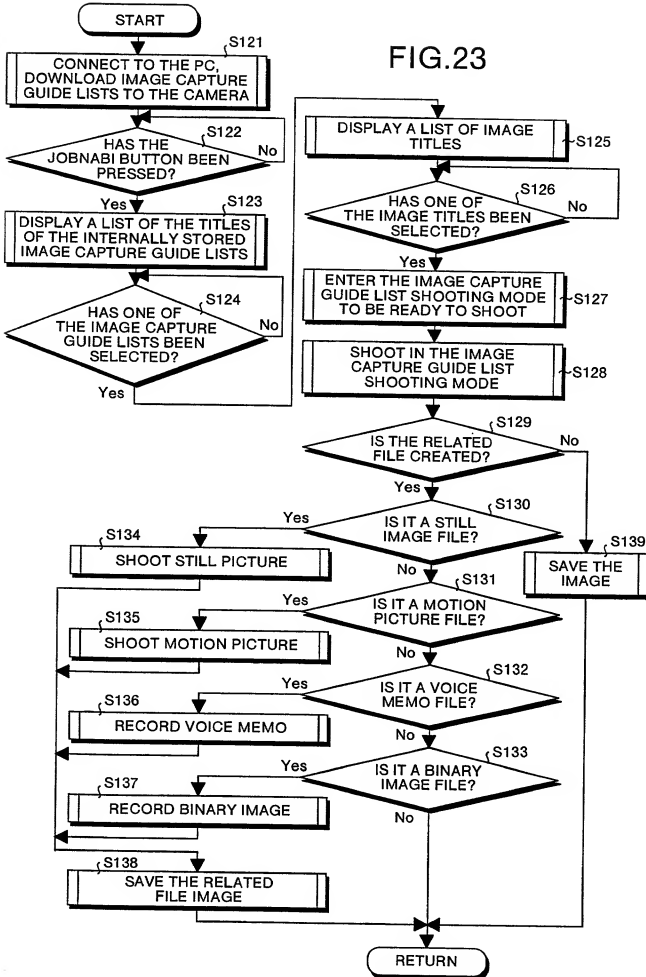 FIG.23
START
S121
CONNECT TO THE PC,
DOWNLOAD IMAGE CAPTURE
GUIDE LISTS TO THE CAMERA
S122
HAS THE
JOBNABI BUTTON BEEN
PRESSED?
No
Yes
S123
DISPLAY A LIST OF THE TITLES
OF THE INTERNALLY STORED
IMAGE CAPTURE GUIDE LISTS
S124
HAS ONE OF
THE IMAGE CAPTURE
GUIDE LISTS BEEN
SELECTED?
No
Yes
DISPLAY A LIST OF IMAGE
TITLES
S125
S126
HAS ONE OF
THE IMAGE TITLES BEEN
SELECTED?
No
Yes
ENTER THE IMAGE CAPTURE
GUIDE LIST SHOOTING MODE
TO BE READY TO SHOOT
S127
SHOOT IN THE IMAGE
CAPTURE GUIDE LIST
SHOOTING MODE
S128
S129
IS THE RELATED
FILE CREATED?
No
Yes
S130
IS IT A STILL
IMAGE FILE?
Yes
No
S134
SHOOT STILL PICTURE
S139
SAVE THE
IMAGE
S131
IS IT A MOTION
PICTURE FILE?
Yes
No
S135
SHOOT MOTION PICTURE
S132
IS IT A VOICE
MEMO FILE?
Yes
No
S136
RECORD VOICE MEMO
S133
IS IT A BINARY
IMAGE FILE?
Yes
No
S137
RECORD BINARY IMAGE
S138
SAVE THE RELATED
FILE IMAGE
RETURN